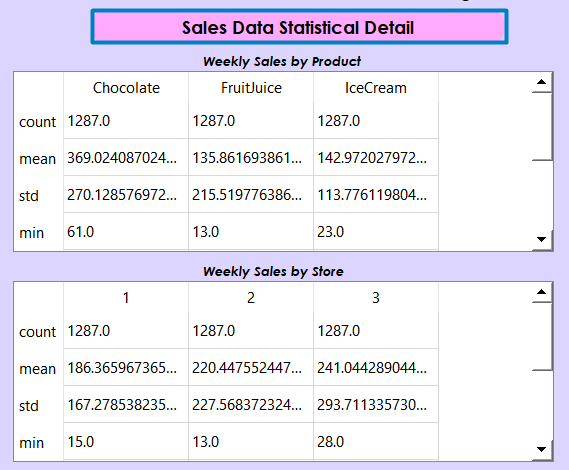 Sales Data Statistical Detail
Weekly Sales by Product
Chocolate FruitJuice IceCream
count 1287.0 1287.0 1287.0
mean 369.024087024... 135.861693861... 142.972027972...
std 270.128576972... 215.519776386... 113.776119804...
min 61.0 13.0 23.0
Weekly Sales by Store
1 2 3
count 1287.0 1287.0 1287.0
mean 186.365967365... 220.447552447... 241.044289044...
std 167.278538235... 227.568372324... 293.711335730...
min 15.0 13.0 28.0